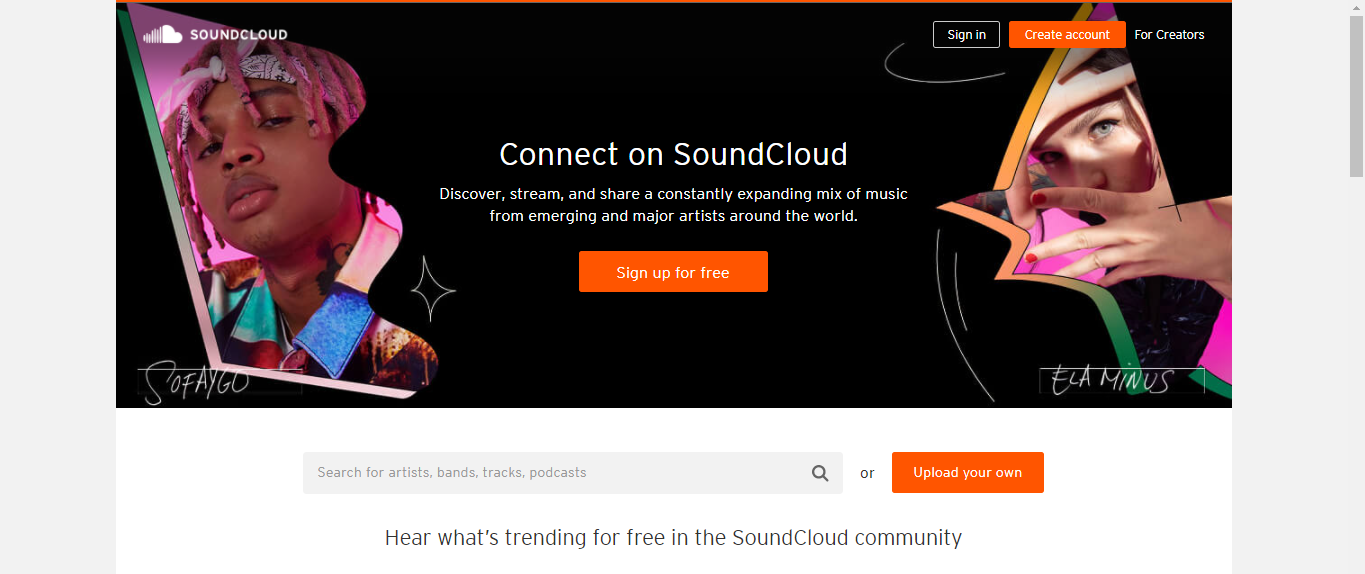 SOUNDCLOUD
Sign in
Create account
For Creators
Connect on SoundCloud
Discover, stream, and share a constantly expanding mix of music
from emerging and major artists around the world.
Sign up for free
SOFAYGO
ELA MINUS
Search for artists, bands, tracks, podcasts
or
Upload your own
Hear what’s trending for free in the SoundCloud community